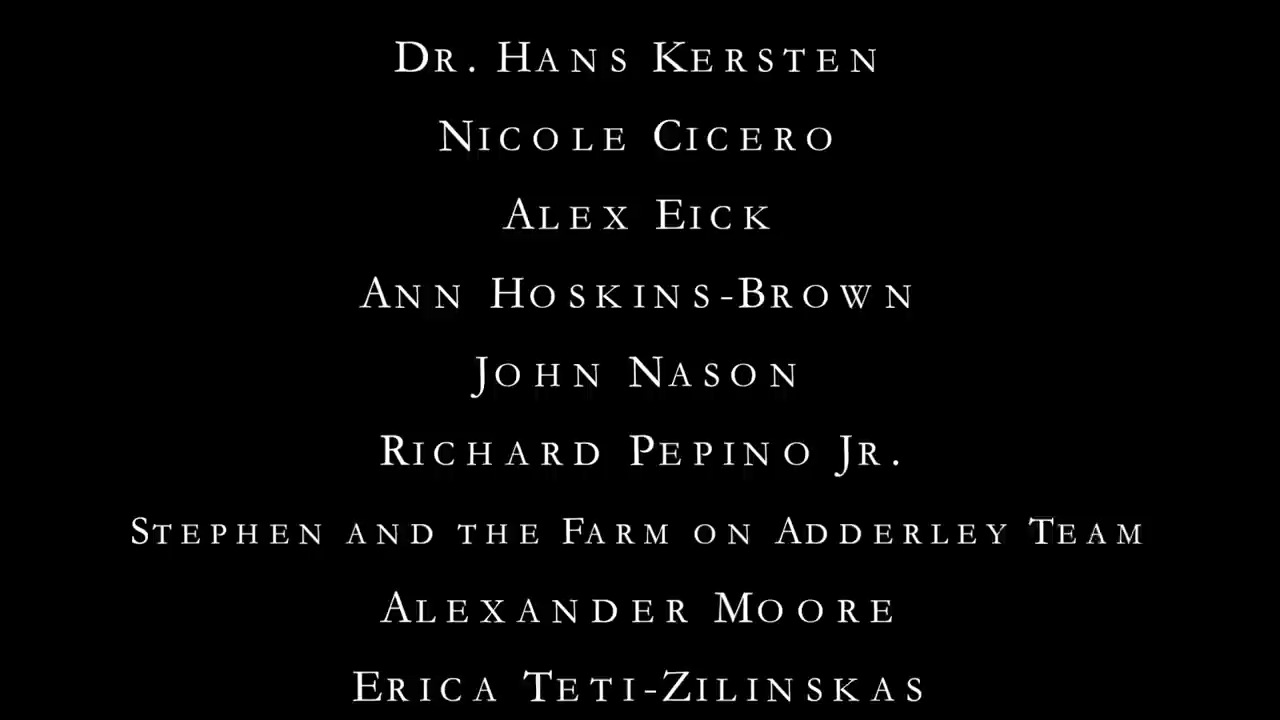 Dr. Hans Kersten
Nicole Cicero
Alex Eick
Ann Hoskins-Brown
John Nason
Richard Pepino Jr.
Stephen and the Farm on Adderley Team
Alexander Moore
Erica Teti-Zilinskas